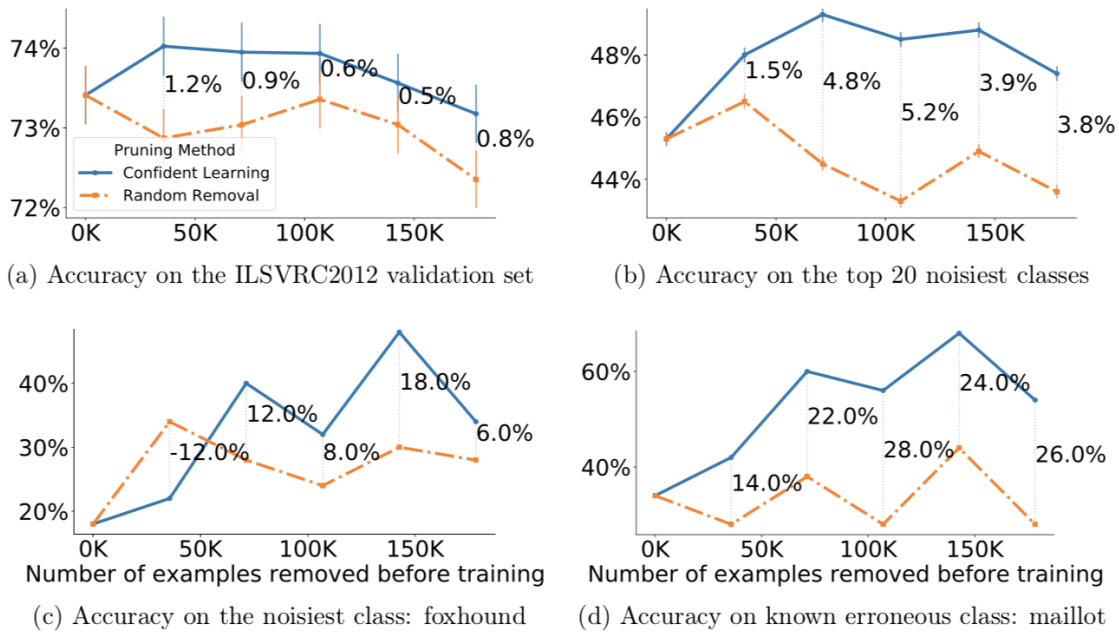 74%
73%
72%
1.2%
0.9%
0.6%
0.5%
0.8%
Pruning Method
Confident Learning
Random Removal
0K
50K
100K
150K
(a) Accuracy on the ILSVRC2012 validation set
48%
46%
44%
1.5%
4.8%
5.2%
3.9%
3.8%
0K
50K
100K
150K
(b) Accuracy on the top 20 noisiest classes
40%
30%
20%
-12.0%
12.0%
8.0%
18.0%
6.0%
0K
50K
100K
150K
Number of examples removed before training
(c) Accuracy on the noisiest class: foxhound
60%
40%
14.0%
22.0%
28.0%
24.0%
26.0%
0K
50K
100K
150K
Number of examples removed before training
(d) Accuracy on known erroneous class: maillot